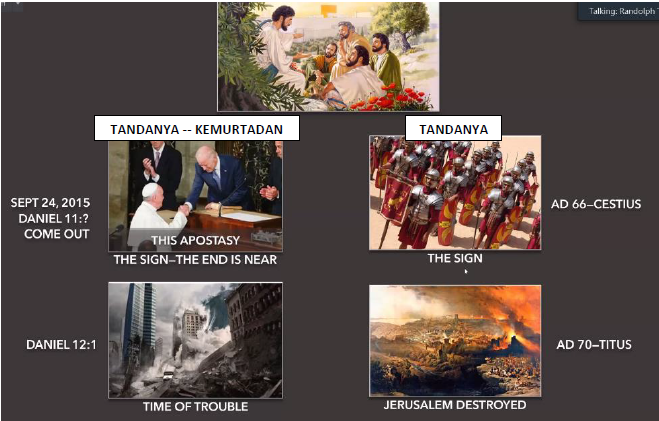 Talking: Randolph
TANDANYA -- KEMURTADAN
TANDANYA
SEPT 24, 2015
DANIEL 11:?
COME OUT
THIS APOSTASY
THE SIGN—THE END IS NEAR
THE SIGN
AD 66—CESTIUS
DANIEL 12:1
TIME OF TROUBLE
JERUSALEM DESTROYED
AD 70—TITUS